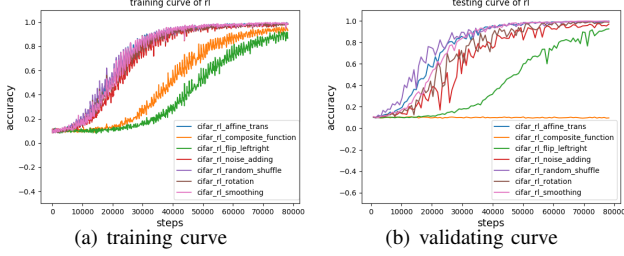 training curve of rl
accuracy
1.0
0.8
0.6
0.4
0.2
0.0
−0.2
−0.4
cifar_rl_affine_trans
cifar_rl_composite_function
cifar_rl_flip_leftright
cifar_rl_noise_adding
cifar_rl_random_shuffle
cifar_rl_rotation
cifar_rl_smoothing
0 10000 20000 30000 40000 50000 60000 70000 80000
steps
(a) training curve
testing curve of rl
accuracy
1.0
0.8
0.6
0.4
0.2
0.0
−0.2
−0.4
−0.6
cifar_rl_affine_trans
cifar_rl_composite_function
cifar_rl_flip_leftright
cifar_rl_noise_adding
cifar_rl_random_shuffle
cifar_rl_rotation
cifar_rl_smoothing
0 10000 20000 30000 40000 50000 60000 70000 80000
steps
(b) validating curve